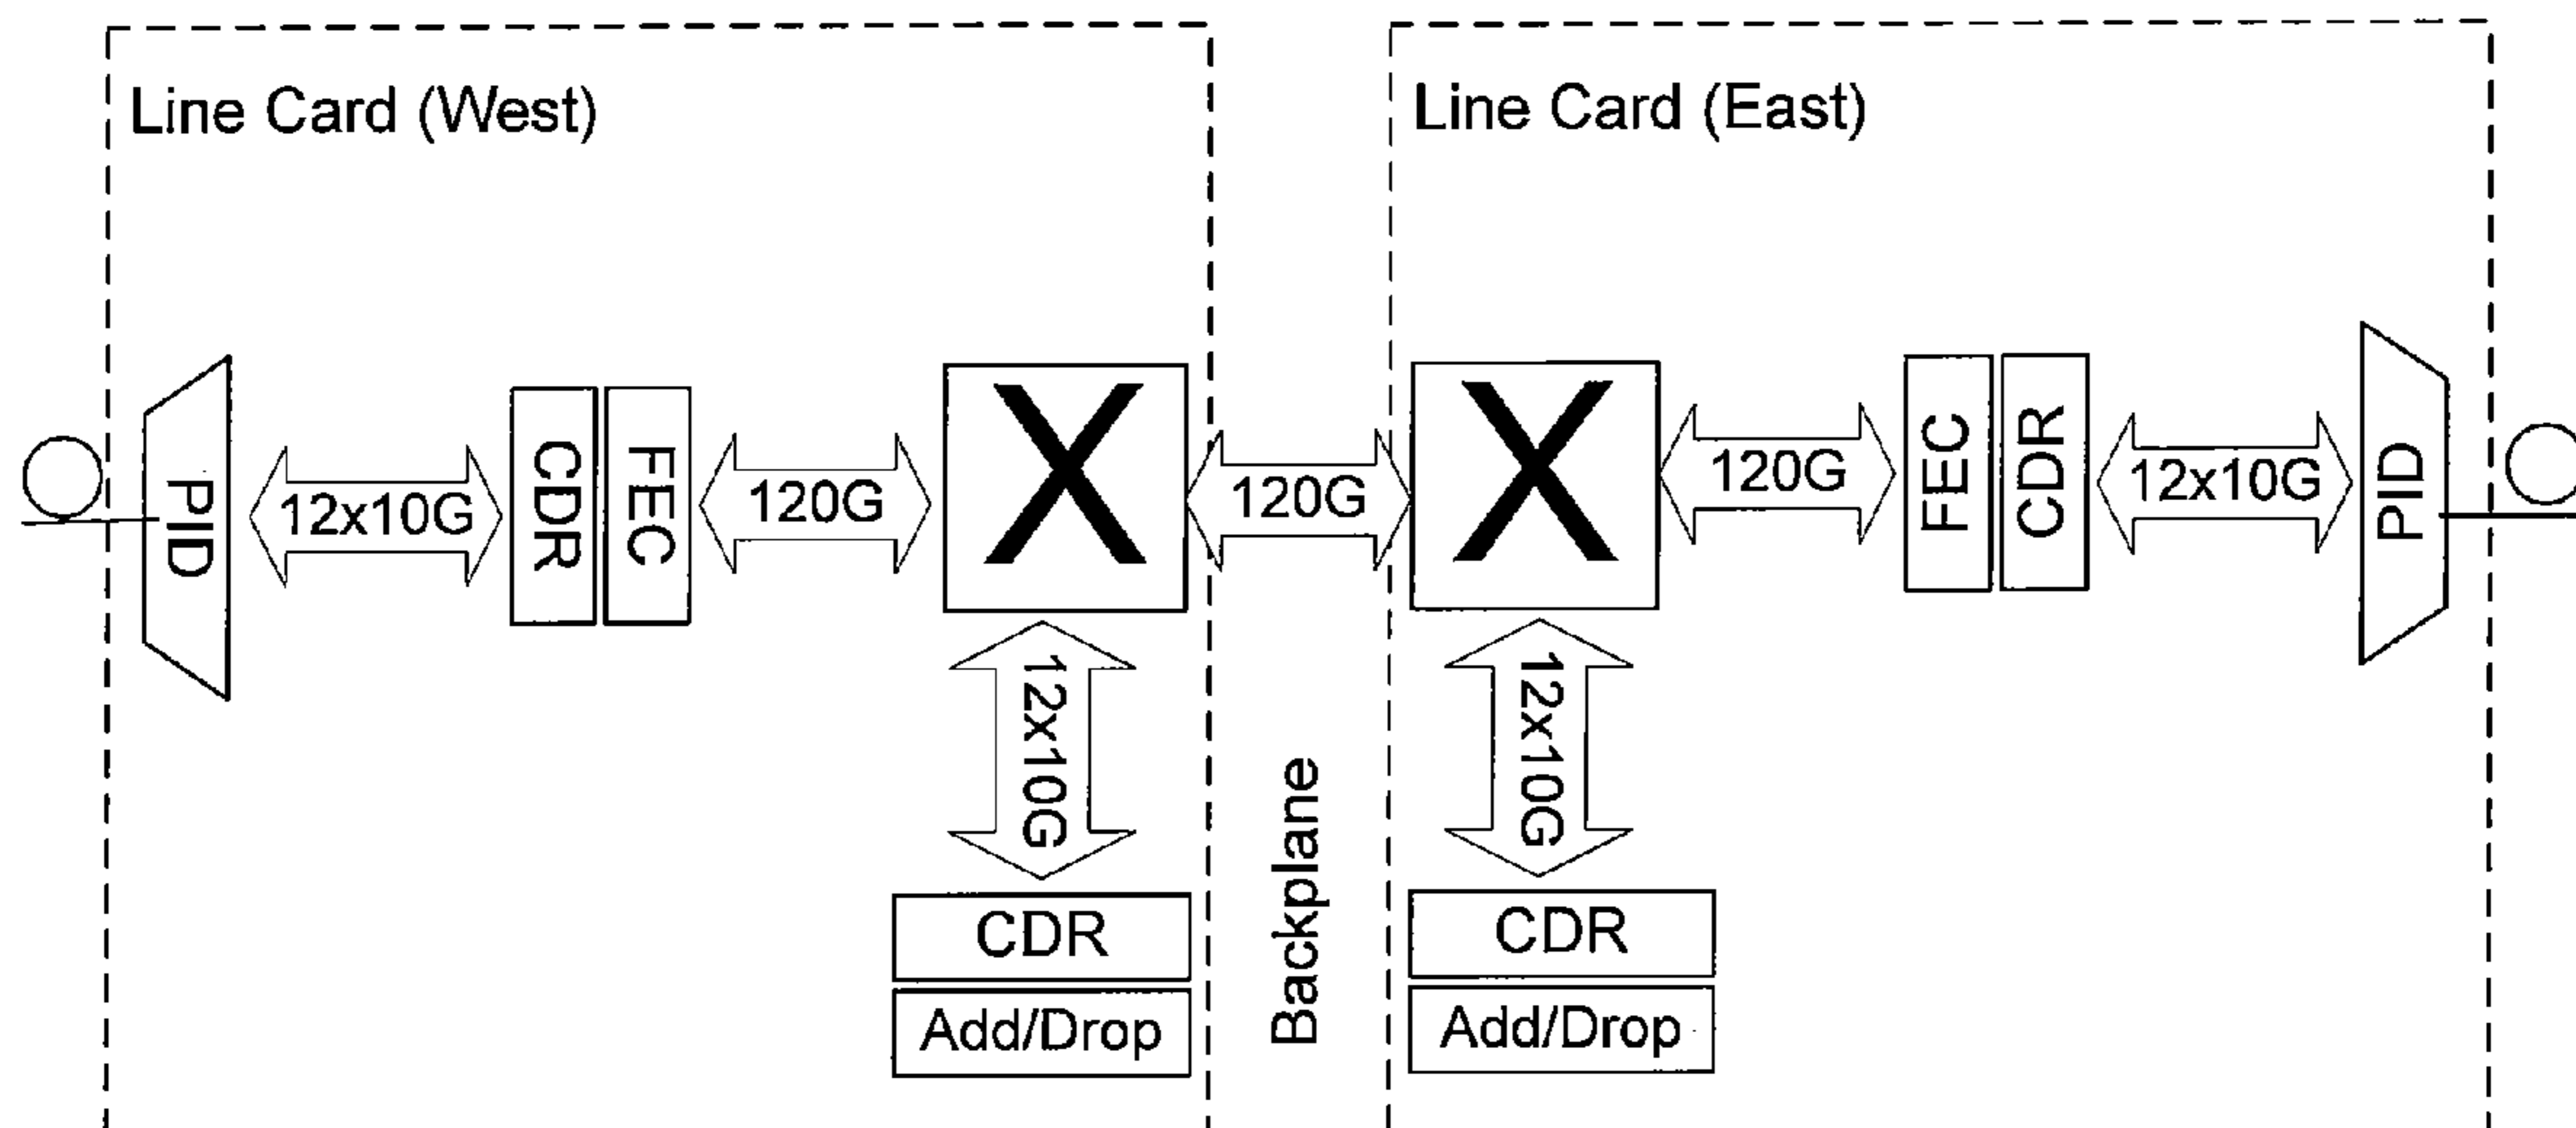 Line Card (West)
Line Card (East)
PID
12x10G
CDR
FEC
120G
X
120G
X
120G
FEC
CDR
12x10G
PID
12x10G
12x10G
Backplane
CDR
CDR
Add/Drop
Add/Drop